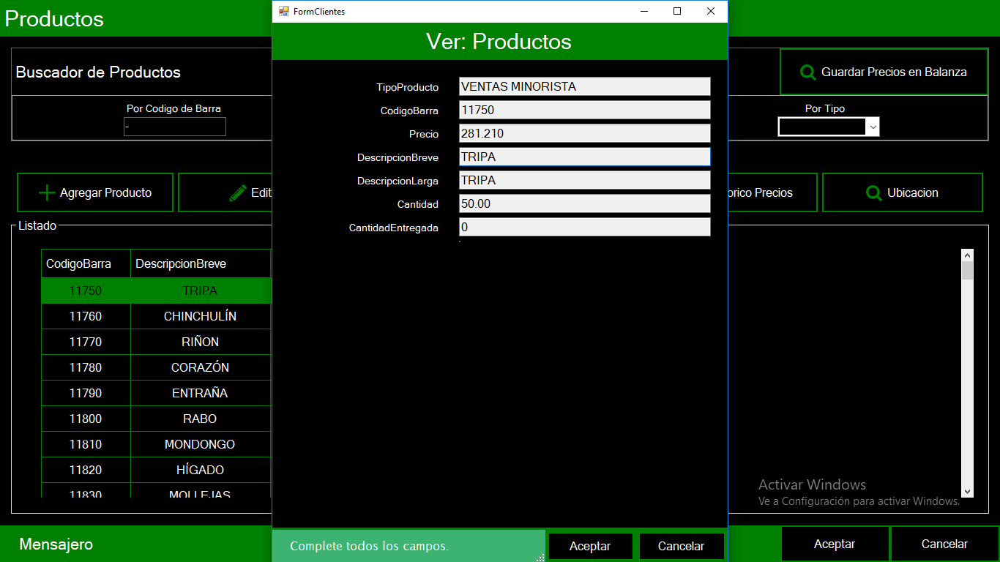 Productos
FormClientes
Ver: Productos
Buscador de Productos
Guardar Precios en Balanza
Por Codigo de Barra
-
Por Tipo
TipoProducto VENTAS MINORISTA
CodigoBarra 11750
Precio 281.210
DescripcionBreve TRIPA
DescripcionLarga TRIPA
Cantidad 50.00
CantidadEntregada 0
Agregar Producto
Edit
orico Precios
Ubicacion
Listado
CodigoBarra DescripcionBreve
11750 TRIPA
11760 CHINCHULÍN
11770 RIÑON
11780 CORAZÓN
11790 ENTRAÑA
11800 RABO
11810 MONDONGO
11820 HÍGADO
11830 MOLLEJAS
Activar Windows
Ve a Configuración para activar Windows.
Mensajero
Complete todos los campos.
Aceptar
Cancelar
Aceptar
Cancelar